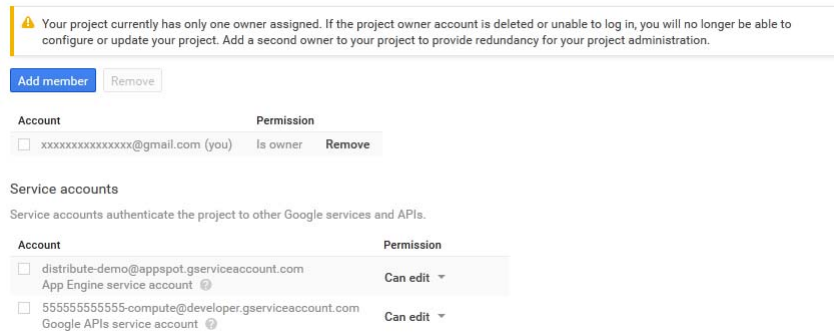 Your project currently has only one owner assigned. If the project owner account is deleted or unable to log in, you will no longer be able to
configure or update your project. Add a second owner to your project to provide redundancy for your project administration.
Add member Remove
Account Permission
xxxxxxxxxxxxxxx@gmail.com (you) Is owner Remove
Service accounts
Service accounts authenticate the project to other Google services and APIs.
Account Permission
distribute-demo@appspot.gserviceaccount.com
App Engine service account ?
Can edit
555555555555-compute@developer.gserviceaccount.com
Google APIs service account ?
Can edit